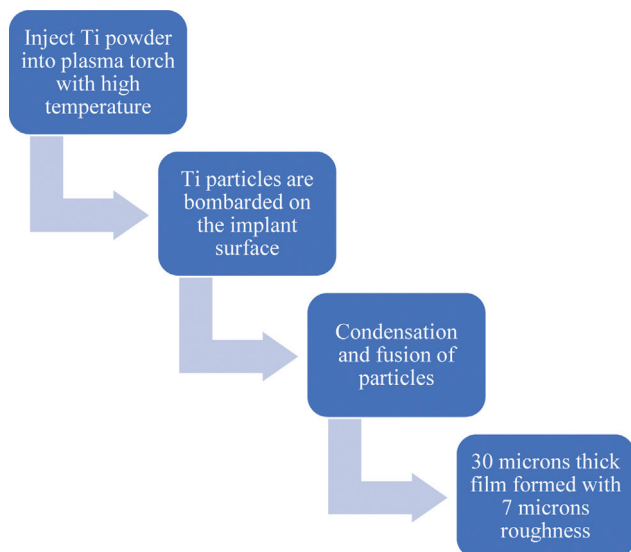 Inject Ti powder
into plasma torch
with high
temperature
Ti particles are
bombarded on
the implant
surface
Condensation
and fusion of
particles
30 microns thick
film formed with
7 microns
roughness